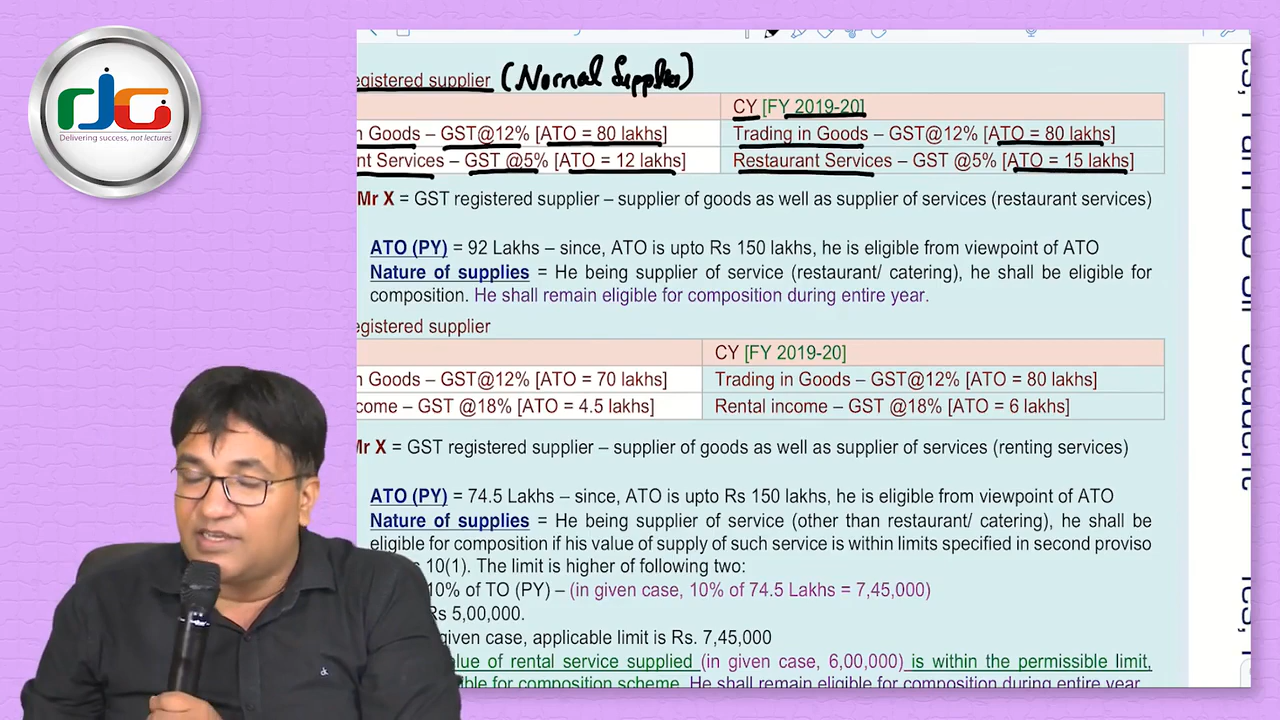 Delivering success, not lectures
egistered supplier (Normal Supplier)
CY [FY 2019-20]
n Goods – GST@12% [ATO = 80 lakhs] Trading in Goods – GST@12% [ATO = 80 lakhs]
nt Services – GST @5% [ATO = 12 lakhs] Restaurant Services – GST @5% [ATO = 15 lakhs]
Mr X = GST registered supplier – supplier of goods as well as supplier of services (restaurant services)
ATO (PY) = 92 Lakhs – since, ATO is upto Rs 150 lakhs, he is eligible from viewpoint of ATO
Nature of supplies = He being supplier of service (restaurant/ catering), he shall be eligible for
composition. He shall remain eligible for composition during entire year.
egistered supplier
CY [FY 2019-20]
n Goods – GST@12% [ATO = 70 lakhs] Trading in Goods – GST@12% [ATO = 80 lakhs]
come – GST @18% [ATO = 4.5 lakhs] Rental income – GST @18% [ATO = 6 lakhs]
Mr X = GST registered supplier – supplier of goods as well as supplier of services (renting services)
ATO (PY) = 74.5 Lakhs – since, ATO is upto Rs 150 lakhs, he is eligible from viewpoint of ATO
Nature of supplies = He being supplier of service (other than restaurant/ catering), he shall be
eligible for composition if his value of supply of such service is within limits specified in second proviso
10(1). The limit is higher of following two:
10% of TO (PY) – (in given case, 10% of 74.5 Lakhs = 7,45,000)
Rs 5,00,000.
given case, applicable limit is Rs. 7,45,000
lue of rental service supplied (in given case, 6,00,000) is within the permissible limit,
ble for composition scheme. He shall remain eligible for composition during entire year